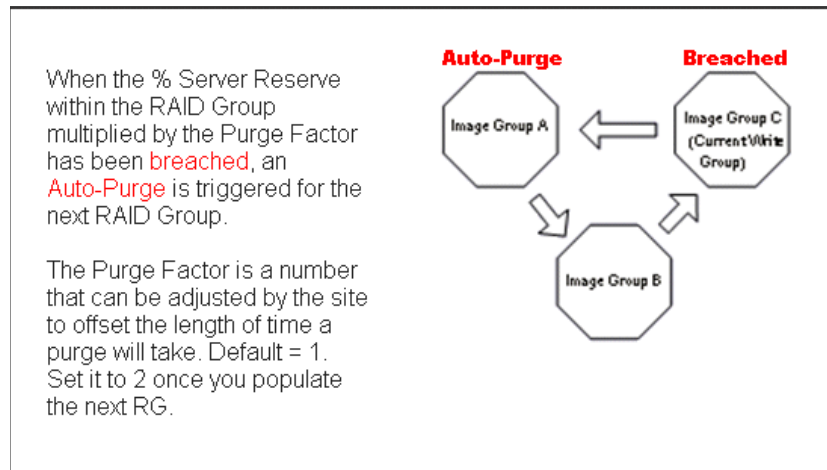 When the % Server Reserve
within the RAID Group
multiplied by the Purge Factor
has been breached, an
Auto-Purge is triggered for the
next RAID Group.
The Purge Factor is a number
that can be adjusted by the site
to offset the length of time a
purge will take. Default = 1.
Set it to 2 once you populate
the next RG.
Auto-Purge
Breached
Image Group A
Image Group C
(Current Write
Group)
Image Group B